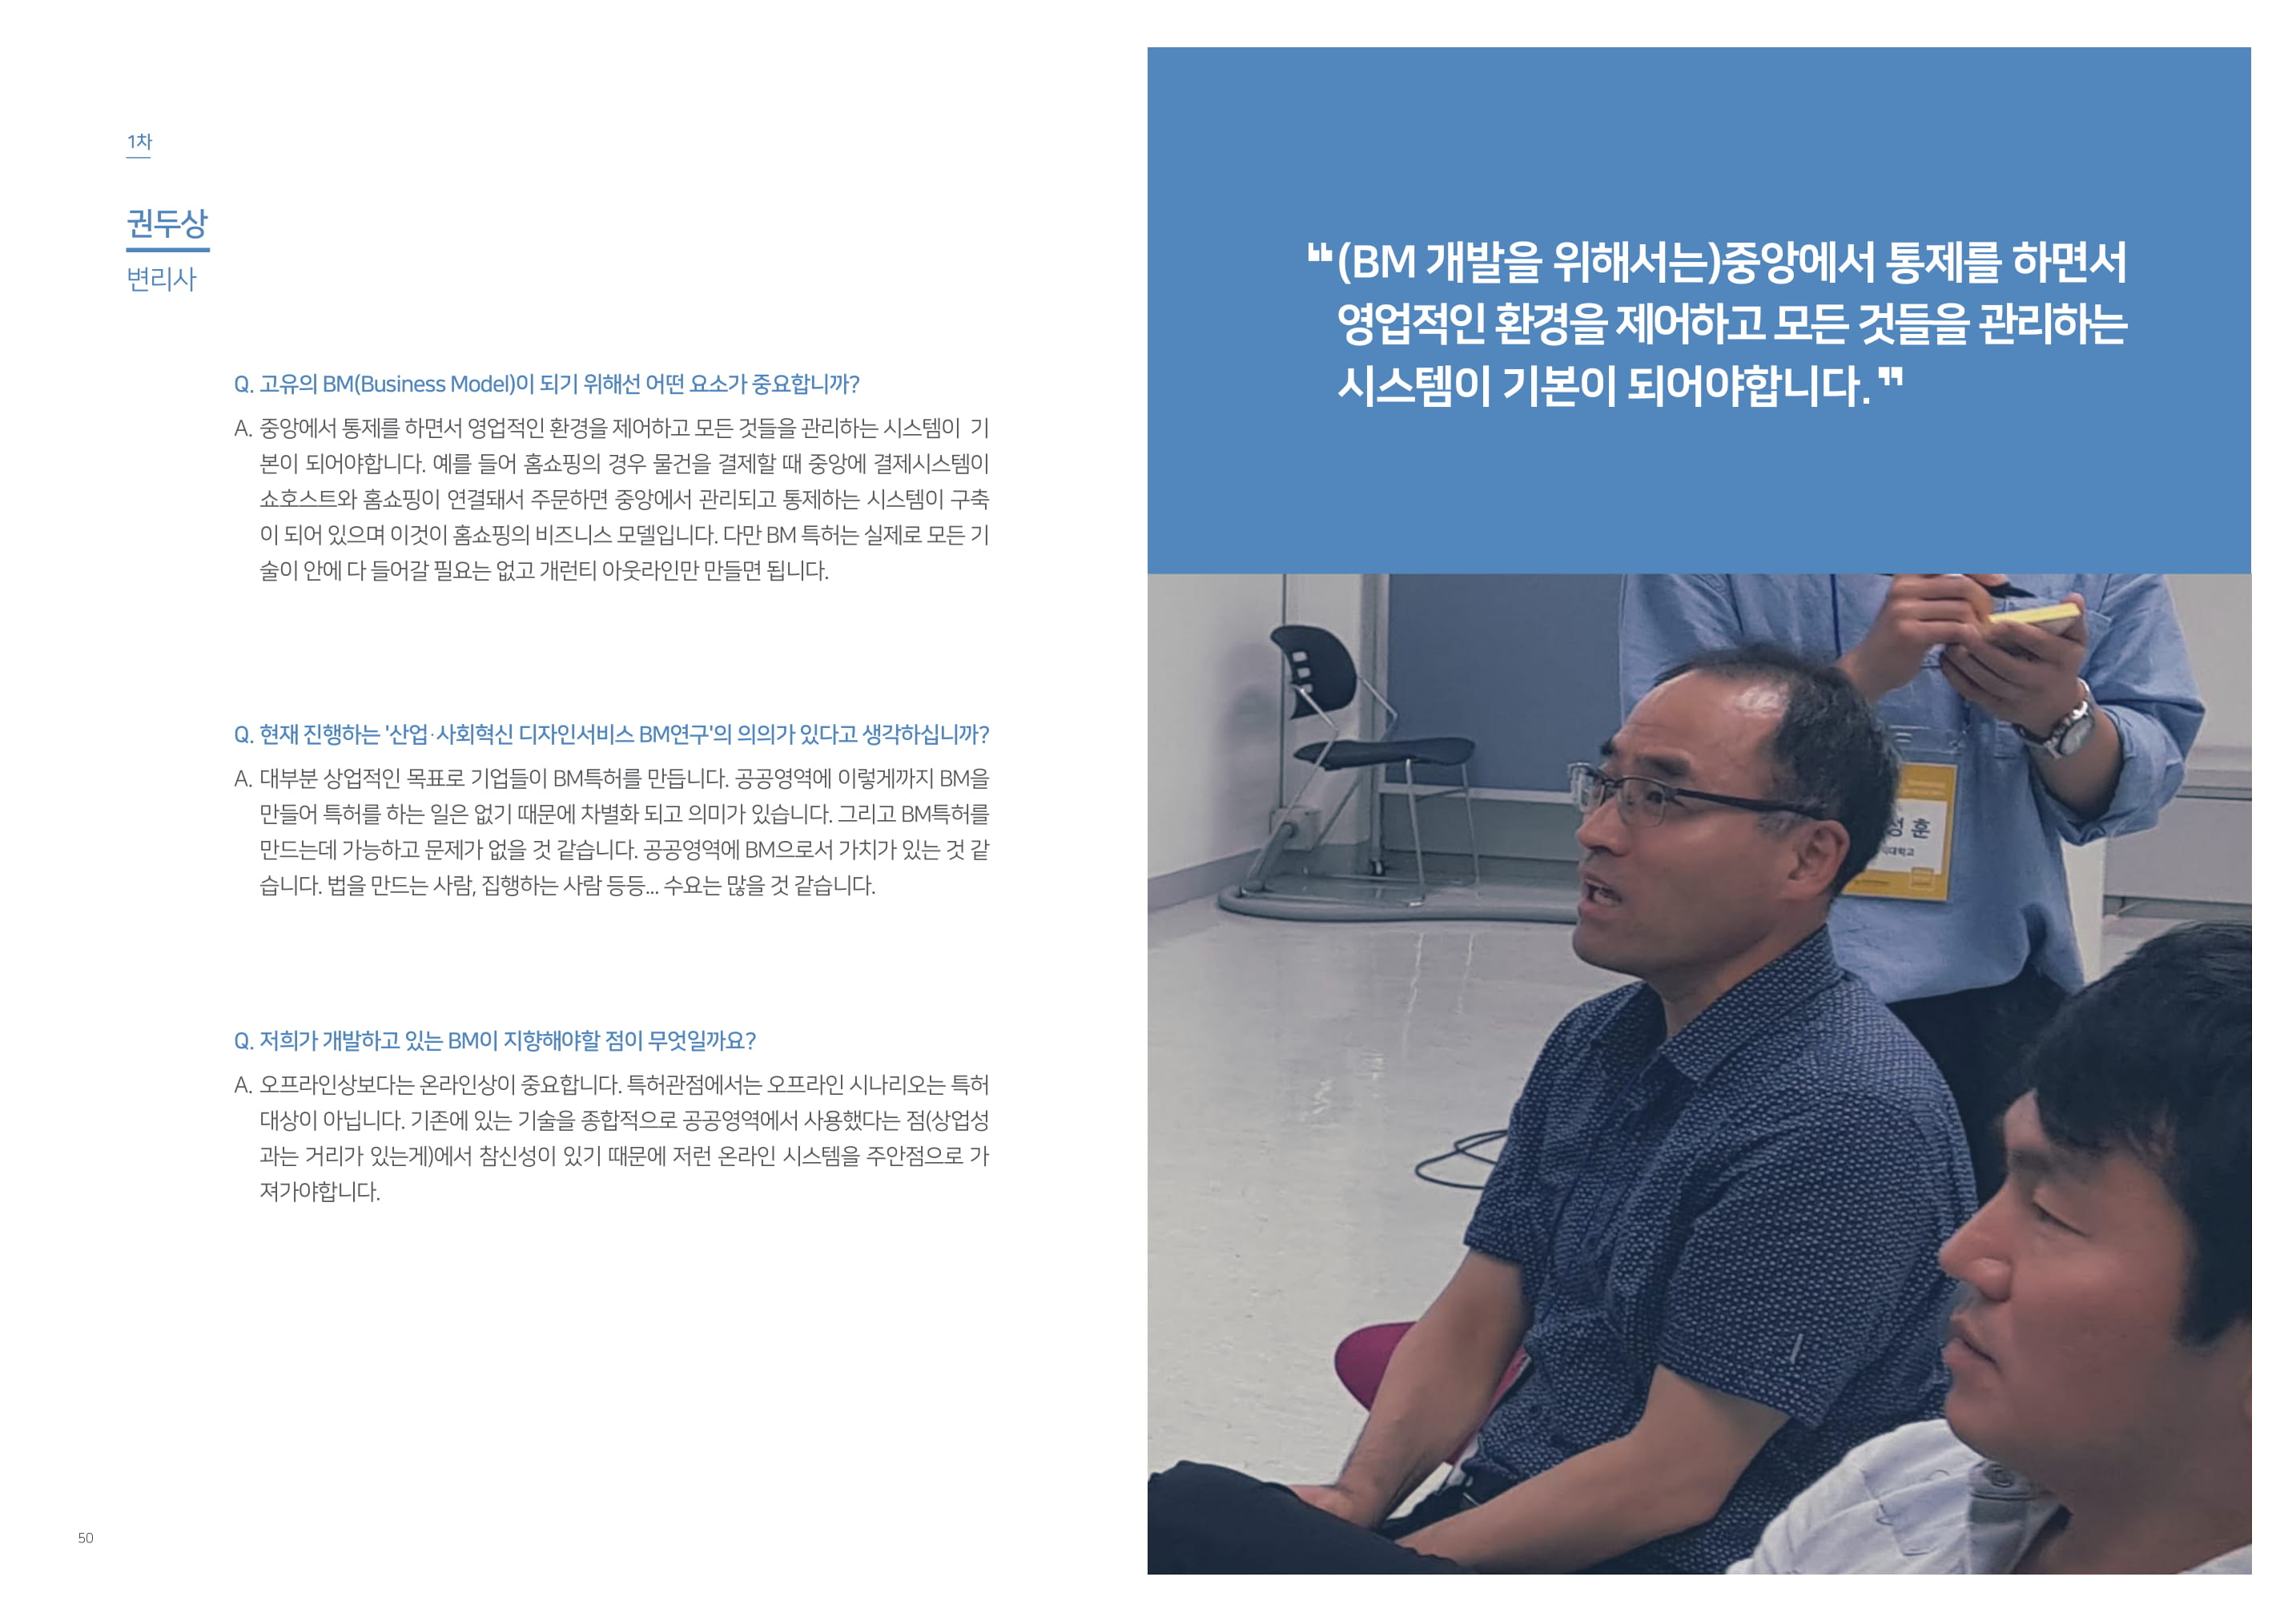 1차
권두상
변리사
Q. 고유의 BM(Business Model)이 되기 위해선 어떤 요소가 중요합니까?
A. 중앙에서 통제를 하면서 영업적인 환경을 제어하고 모든 것들을 관리하는 시스템이 기
본이 되어야합니다. 예를 들어 홈쇼핑의 경우 물건을 결제할 때 중앙에 결제시스템이
쇼호스트와 홈쇼핑이 연결돼서 주문하면 중앙에서 관리되고 통제하는 시스템이 구축
이 되어 있으며 이것이 홈쇼핑의 비즈니스 모델입니다. 다만 BM 특허는 실제로 모든 기
술이 안에 다 들어갈 필요는 없고 개런티 아웃라인만 만들면 됩니다.
Q. 현재 진행하는 '산업·사회혁신 디자인서비스 BM연구'의 의의가 있다고 생각하십니까?
A. 대부분 상업적인 목표로 기업들이 BM특허를 만듭니다. 공공영역에 이렇게까지 BM을
만들어 특허를 하는 일은 없기 때문에 차별화 되고 의미가 있습니다. 그리고 BM특허를
만드는데 가능하고 문제가 없을 것 같습니다. 공공영역에 BM으로서 가치가 있는 것 같
습니다. 법을 만드는 사람, 집행하는 사람 등등... 수요는 많을 것 같습니다.
Q. 저희가 개발하고 있는 BM이 지향해야할 점이 무엇일까요?
A. 오프라인상보다는 온라인상이 중요합니다. 특허관점에서는 오프라인 시나리오는 특허
대상이 아닙니다. 기존에 있는 기술을 종합적으로 공공영역에서 사용했다는 점(상업성
과는 거리가 있는게)에서 참신성이 있기 때문에 저런 온라인 시스템을 주안점으로 가
져가야합니다.
50
❝(BM 개발을 위해서는)중앙에서 통제를 하면서
영업적인 환경을 제어하고 모든 것들을 관리하는
시스템이 기본이 되어야합니다.❞
성 훈
대학교